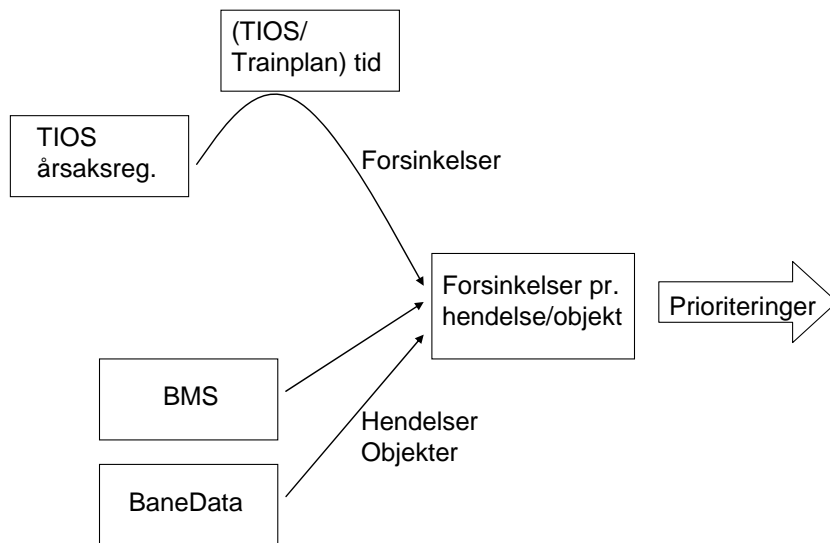 (TIOS/
Trainplan) tid
TIOS
årsaksreg.
Forsinkelser
Forsinkelser pr.
hendelse/objekt
Prioriteringer
BMS
Hendelser
Objekter
BaneData